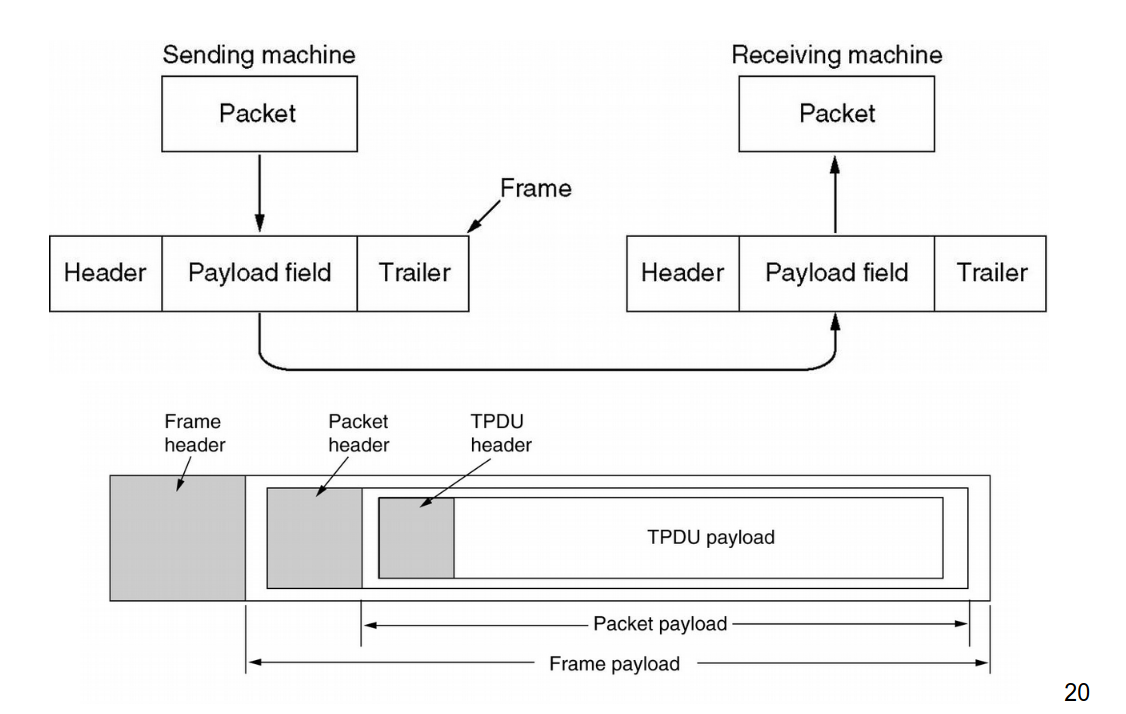 Sending machine
Receiving machine
Packet
Packet
Frame
Header
Payload field
Trailer
Header
Payload field
Trailer
Frame
header
Packet
header
TPDU
header
TPDU payload
Packet payload
Frame payload
20